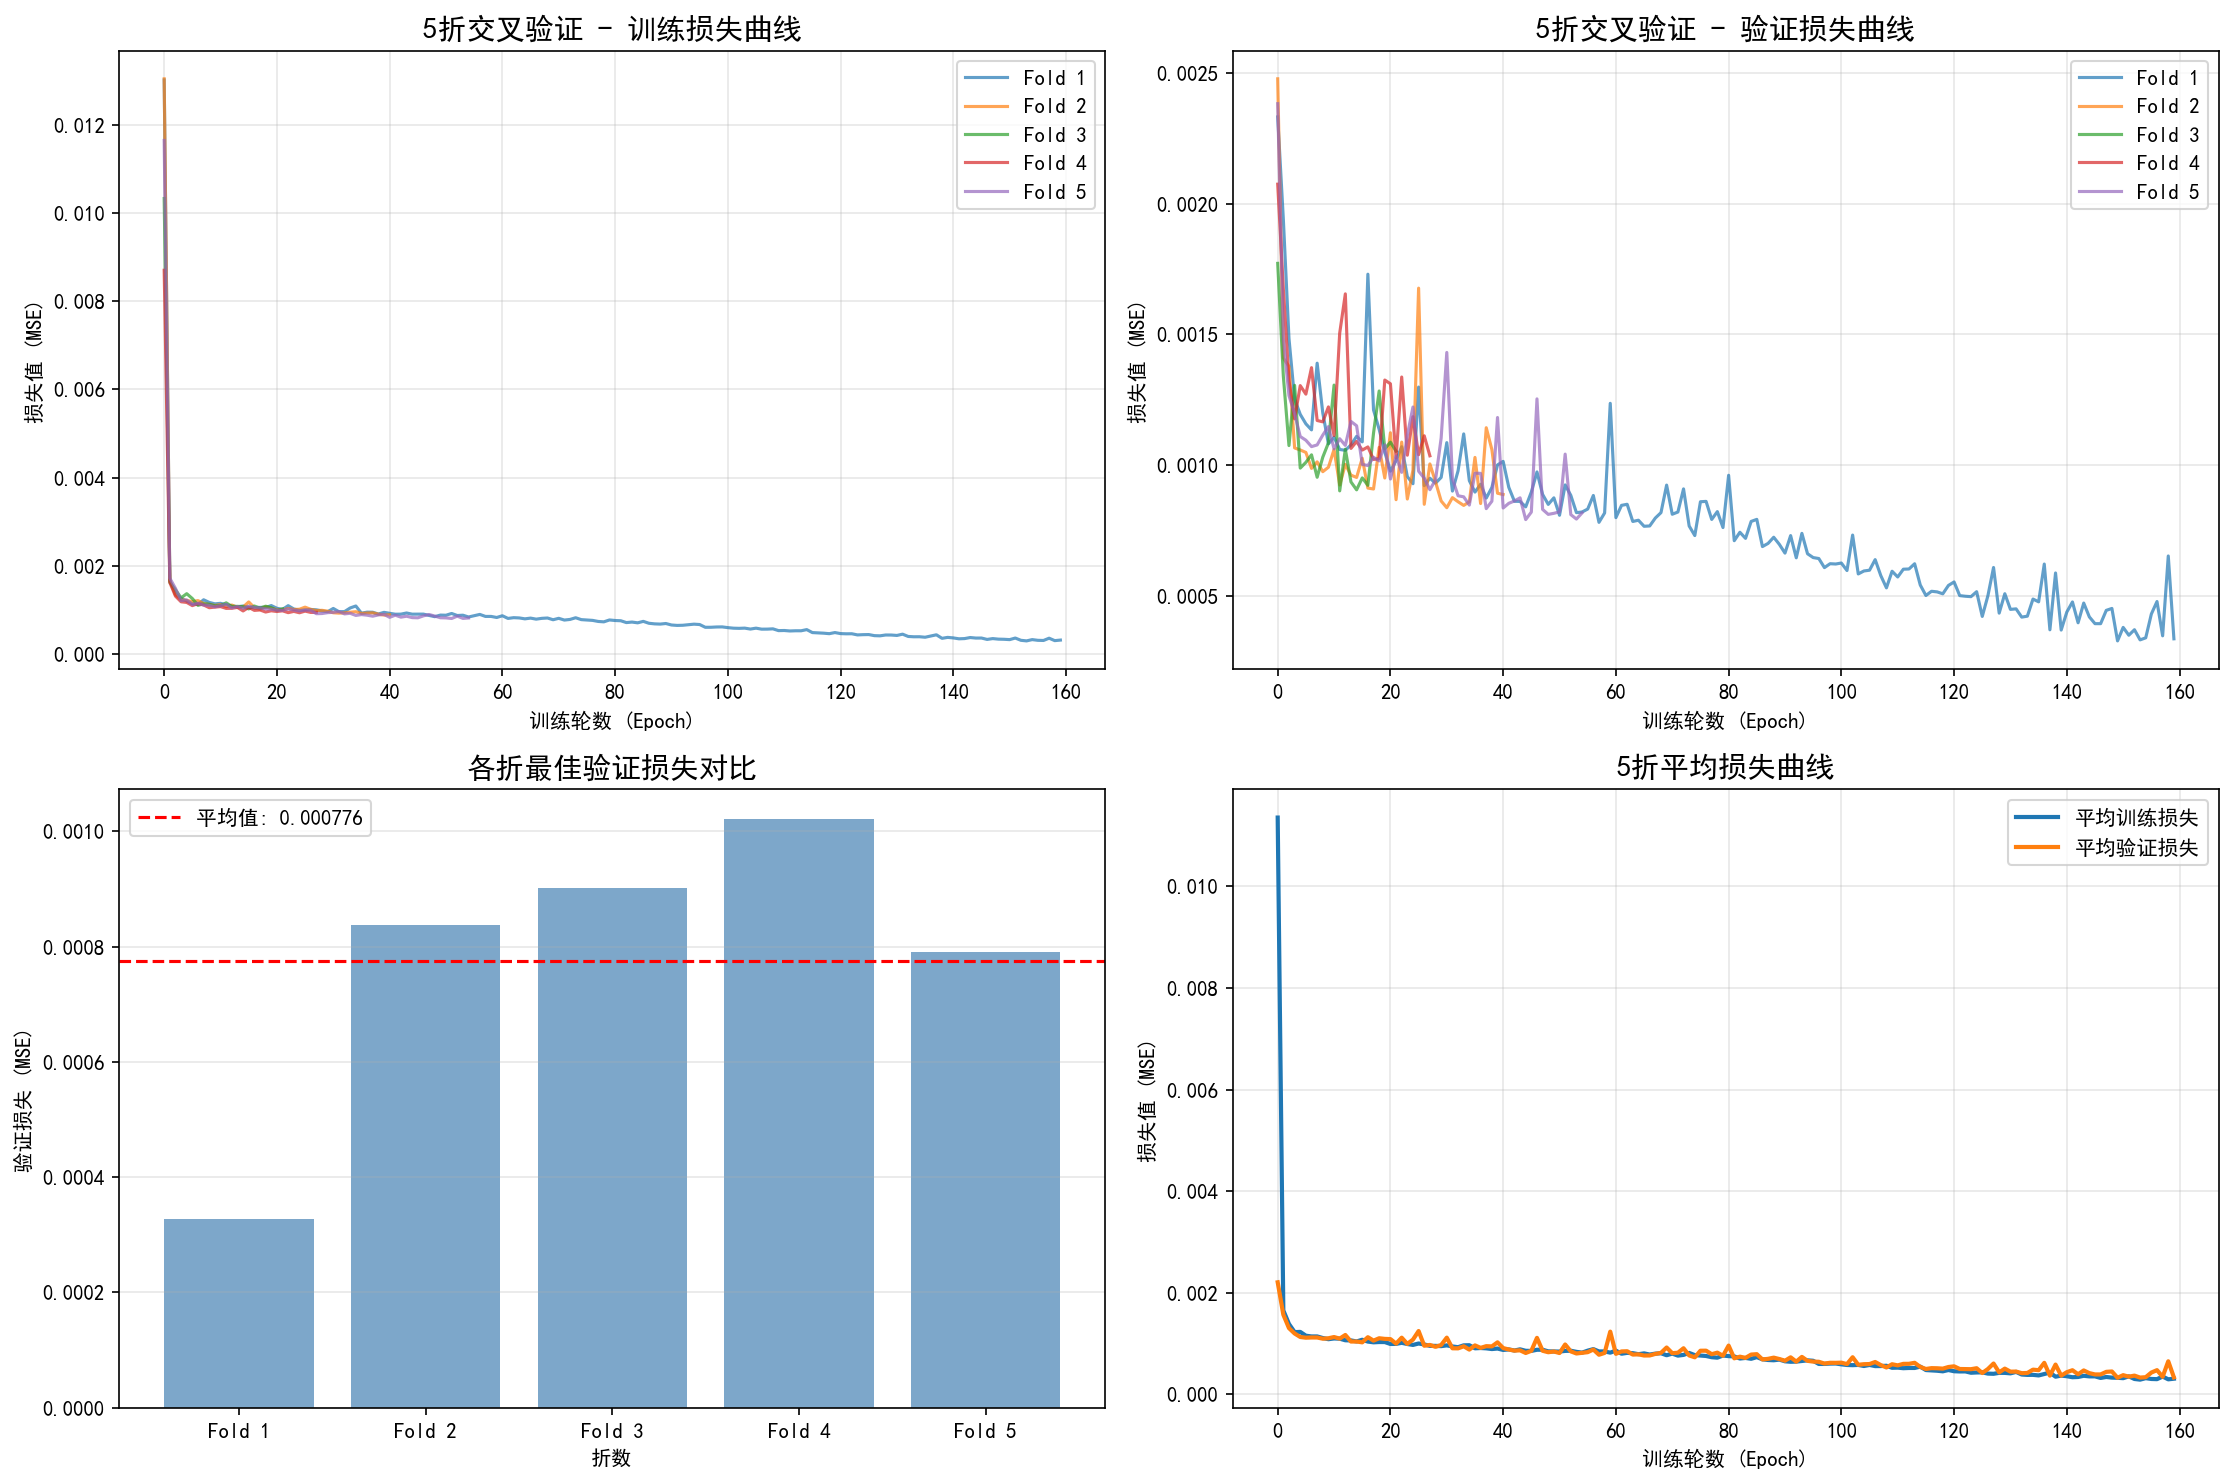 5折交叉验证 - 训练损失曲线
0.012
0.010
0.008
0.006
0.004
0.002
0.000
损失值 (MSE)
Fold 1
Fold 2
Fold 3
Fold 4
Fold 5
0 20 40 60 80 100 120 140 160
训练轮数 (Epoch)
5折交叉验证 - 验证损失曲线
0.0025
0.0020
0.0015
0.0010
0.0005
损失值 (MSE)
Fold 1
Fold 2
Fold 3
Fold 4
Fold 5
0 20 40 60 80 100 120 140 160
训练轮数 (Epoch)
各折最佳验证损失对比
平均值: 0.000776
0.0010
0.0008
0.0006
0.0004
0.0002
0.0000
验证损失 (MSE)
Fold 1 Fold 2 Fold 3 Fold 4 Fold 5
折数
5折平均损失曲线
平均训练损失
平均验证损失
0.010
0.008
0.006
0.004
0.002
0.000
损失值 (MSE)
0 20 40 60 80 100 120 140 160
训练轮数 (Epoch)